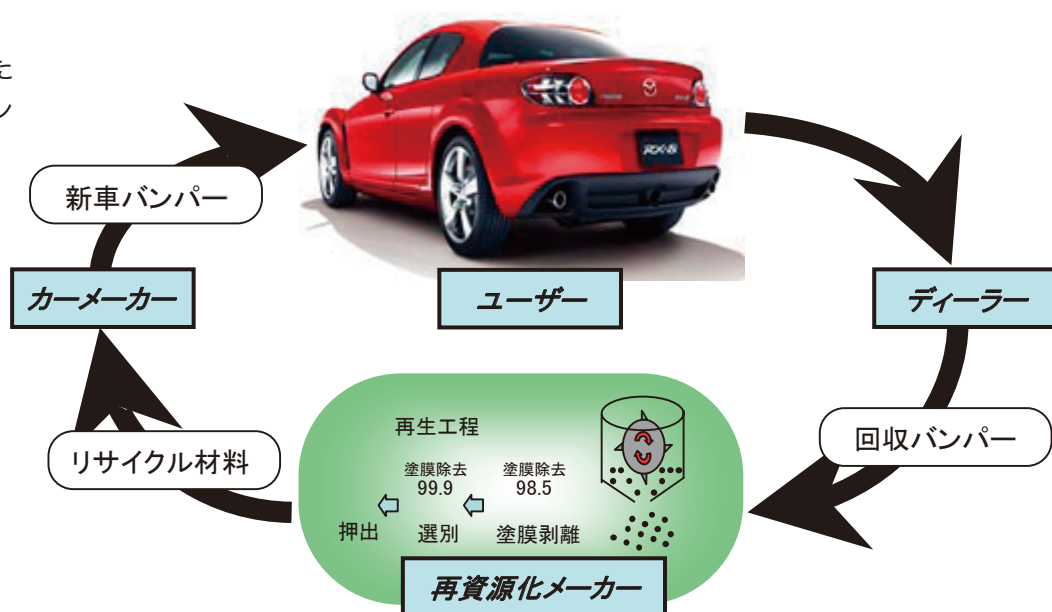 た
新車バンパー
カーメーカー
ユーザー
RX-8
ディーラー
回収バンパー
リサイクル材料
再生工程
塗膜除去
99.9
塗膜除去
98.5
押出
選別
塗膜剥離
再資源化メーカー